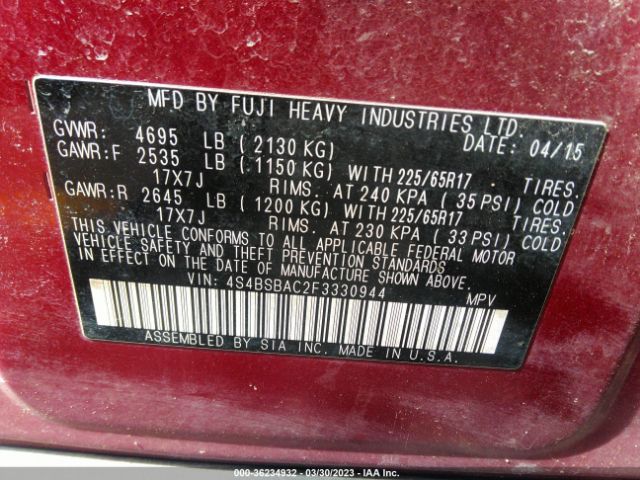 MFD BY FUJI HEAVY INDUSTRIES LTD.
GVWR: 4695 LB (2130 KG) DATE: 04/15
GAWR:F 2535 LB (1150 KG) WITH 225/65R17 TIRES.
17X7J RIMS. AT 240 KPA (35 PSI) COLD
GAWR:R 2645 LB (1200 KG) WITH 225/65R17 TIRES.
17X7J RIMS. AT 230 KPA (33 PSI) COLD
THIS VEHICLE CONFORMS TO ALL APPLICABLE FEDERAL MOTOR
VEHICLE SAFETY AND THEFT PREVENTION STANDARDS
IN EFFECT ON THE DATE OF MANUFACTURE SHOWN ABOVE.
VIN: 4S4BSBAC2F3330944 MPV
ASSEMBLED BY SIA INC. MADE IN U.S.A.
000-36234932 - 03/30/2023 - IAA Inc.